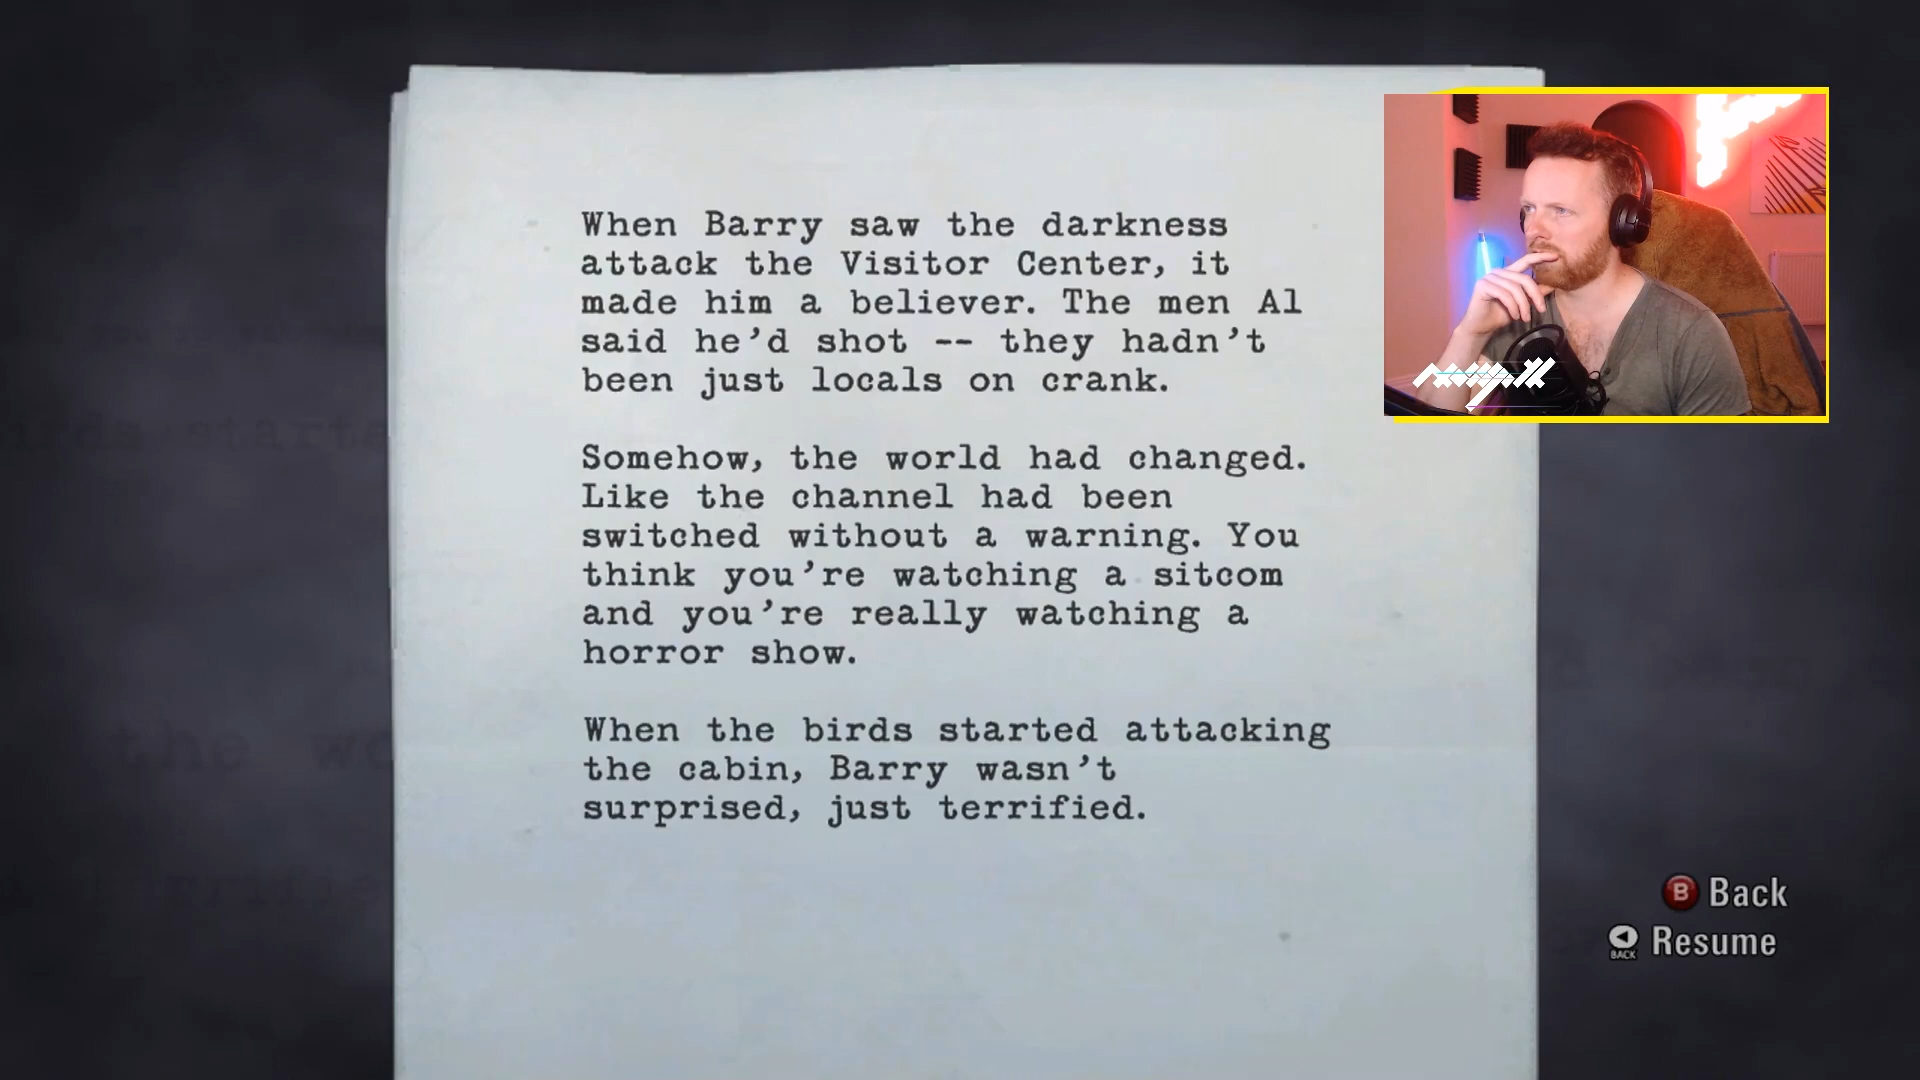 When Barry saw the darkness
attack the Visitor Center, it
made him a believer. The men Al
said he’d shot -- they hadn’t
been just locals on crank.
Somehow, the world had changed.
Like the channel had been
switched without a warning. You
think you’re watching a sitcom
and you’re really watching a
horror show.
When the birds started attacking
the cabin, Barry wasn’t
surprised, just terrified.
B Back
BACK Resume